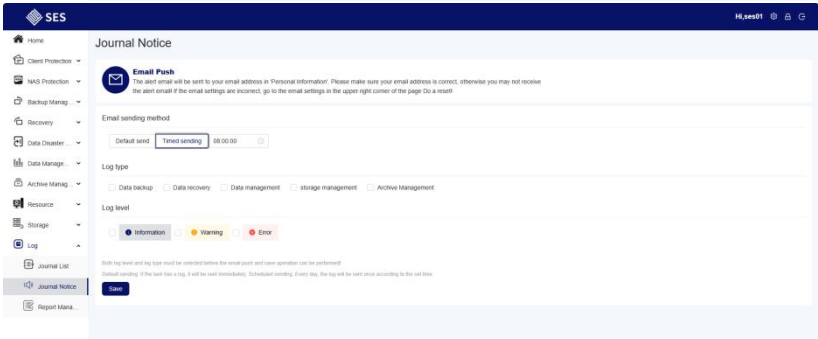 SES
Hi,ses01
Home
Client Protection
NAS Protection
Backup Manag...
Recovery
Data Disaster ...
Data Manage...
Archive Manag...
Resource
Storage
Log
Journal List
Journal Notice
Report Mana...
Journal Notice
Email Push
The alert email will be sent to your email address in 'Personal Information'. Please make sure your email address is correct, otherwise you may not receive
the alert email! If the email settings are incorrect, go to the email settings in the upper right corner of the page Do a reset!
Email sending method
Default send Timed sending 08:00:00
Log type
Data backup Data recovery Data management storage management Archive Management
Log level
Information Warning Error
Both log level and log type must be selected before the email push and save operation can be performed!
Default sending: If the task has a log, it will be sent immediately; Scheduled sending: Every day, the log will be sent once according to the set time.
Save